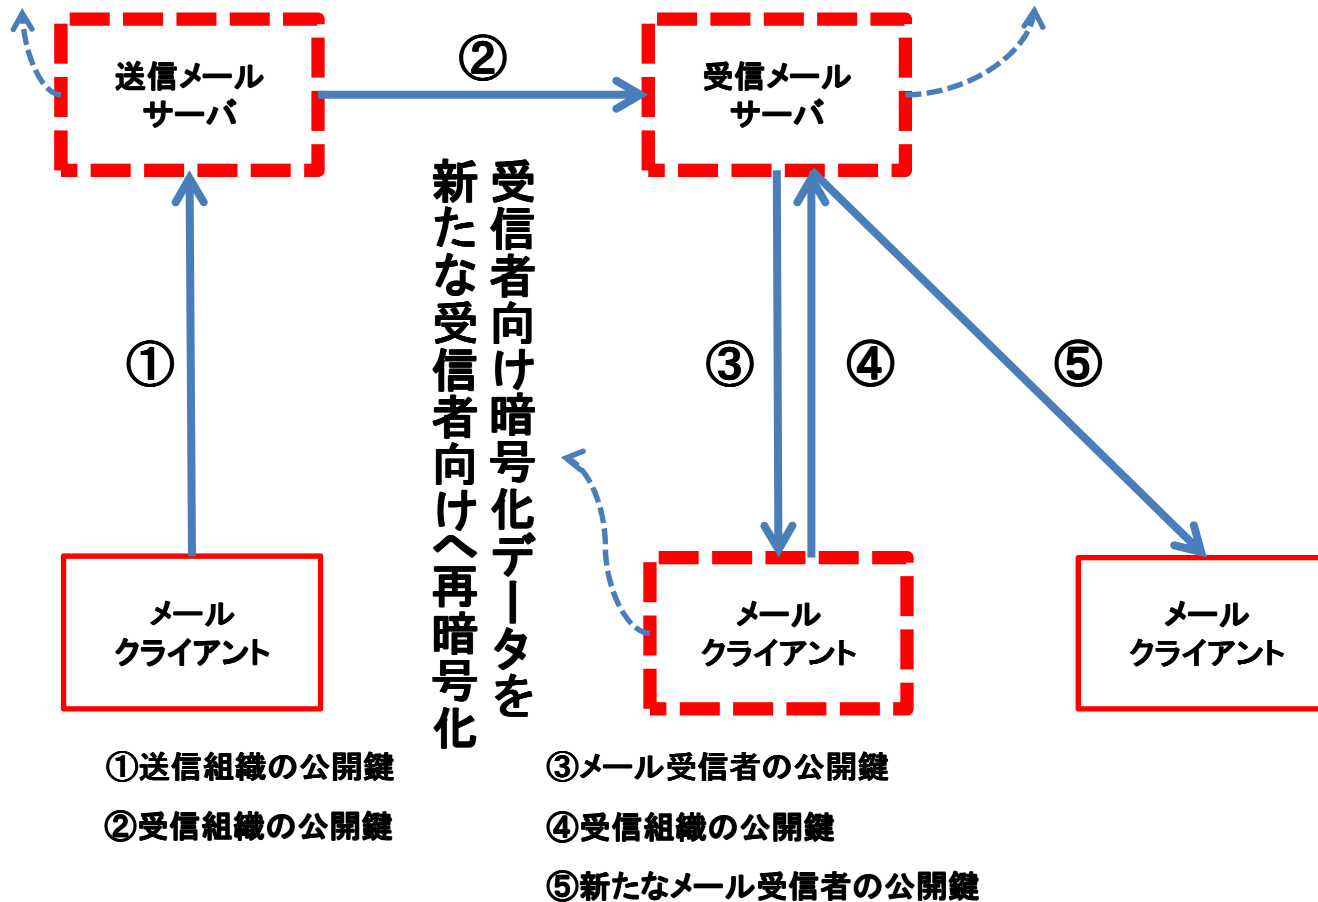 送信メール
サーバ
②
受信メール
サーバ
受信者向け暗号化データを
新たな受信者向けへ再暗号化
①
③
④
⑤
メール
クライアント
メール
クライアント
メール
クライアント
①送信組織の公開鍵
②受信組織の公開鍵
③メール受信者の公開鍵
④受信組織の公開鍵
⑤新たなメール受信者の公開鍵